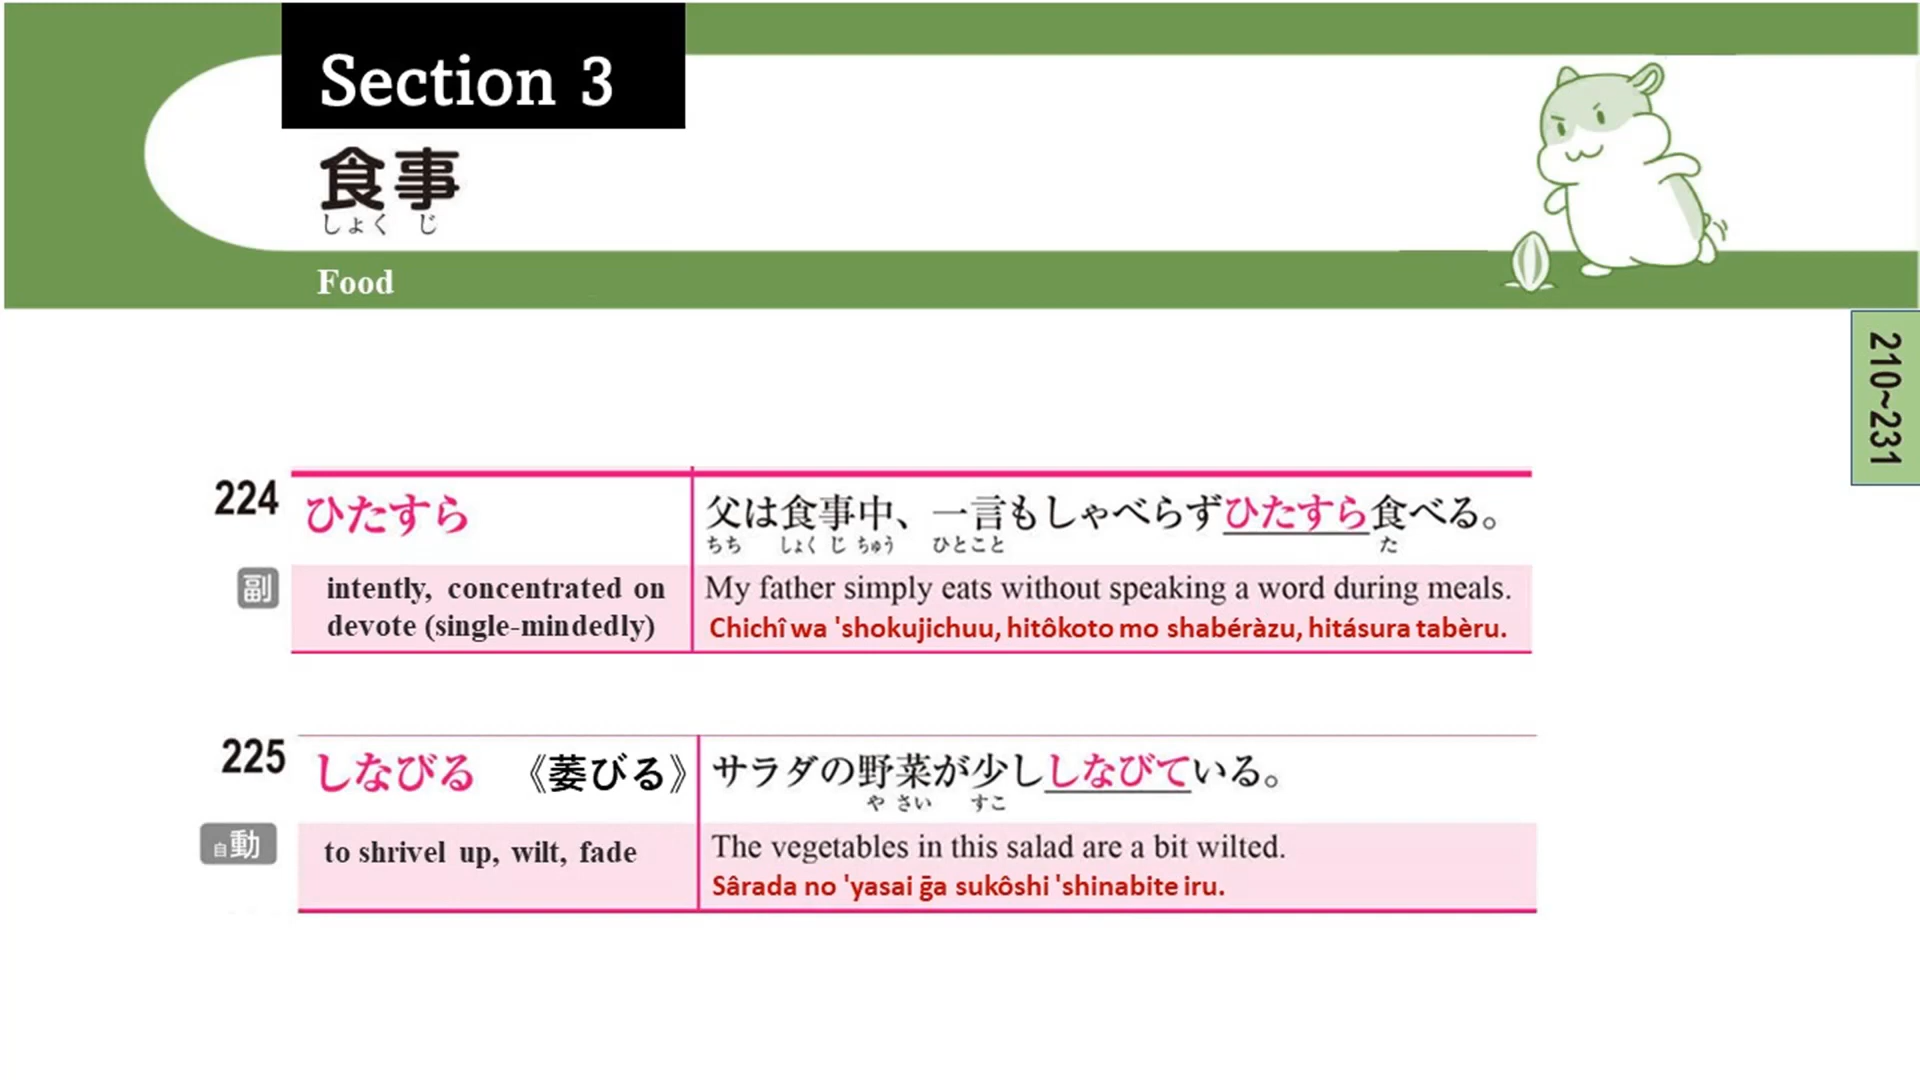 Section 3
食事
しょく じ
Food
210~231
224 ひたすら 父は食事中、一言もしゃべらずひたすら食べる。
ちち しょく じ ちゅう ひとこと た
副 intently, concentrated on My father simply eats without speaking a word during meals.
devote (single-mindedly) Chichî wa 'shokujichuu, hitôkoto mo shabéràzu, hitásura tabèru.
225 しなびる 《萎びる》 サラダの野菜が少ししなびている。
や さい すこ
自動 to shrivel up, wilt, fade The vegetables in this salad are a bit wilted.
Sârada no 'yasai ḡa sukôshi 'shinabite iru.